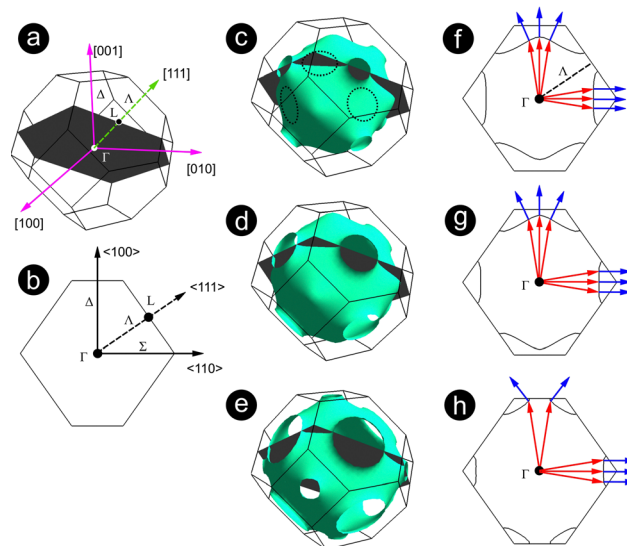 a
[001]
[111]
Δ
Λ
L
Γ
[010]
[100]
b
<100>
Δ
L
<111>
Λ
Γ
Σ
<110>
c
d
e
f
Λ
Γ
g
Γ
h
Γ